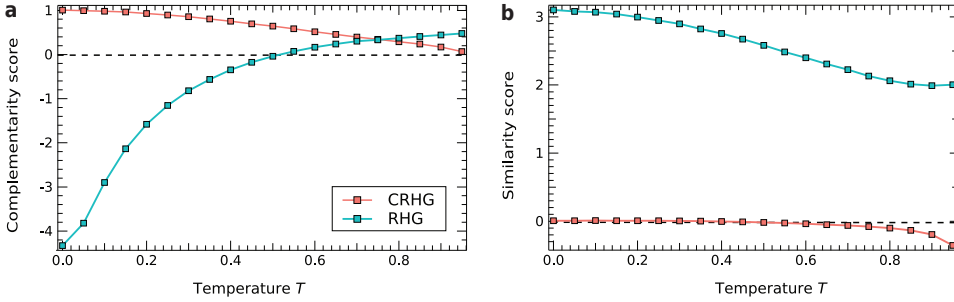 a
Complementarity score
1
0
-1
-2
-3
-4
CRHG
RHG
0.0 0.2 0.4 0.6 0.8
Temperature T
b
Similarity score
3
2
1
0
0.0 0.2 0.4 0.6 0.8
Temperature T